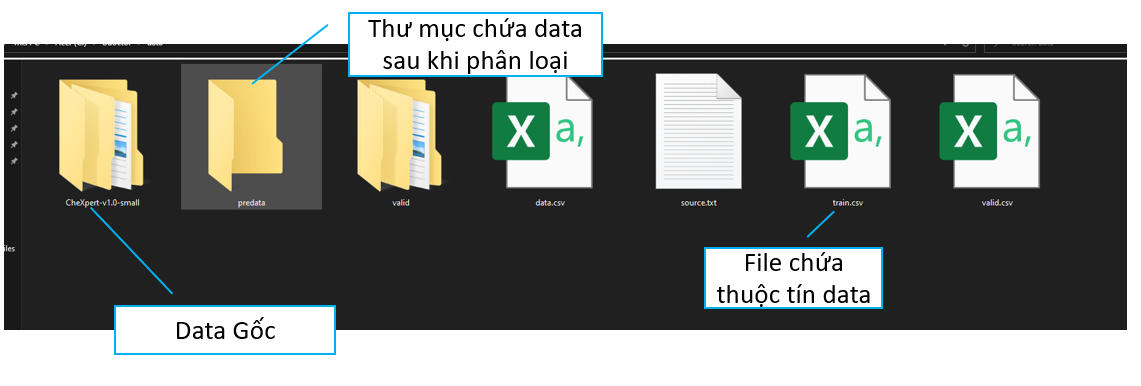 Thư mục chứa data
sau khi phân loại
data
X a,
X a,
X a,
CheXpert-v1.0-small
predata
valid
data.csv
source.txt
train.csv
valid.csv
File chứa
thuộc tín data
Data Gốc